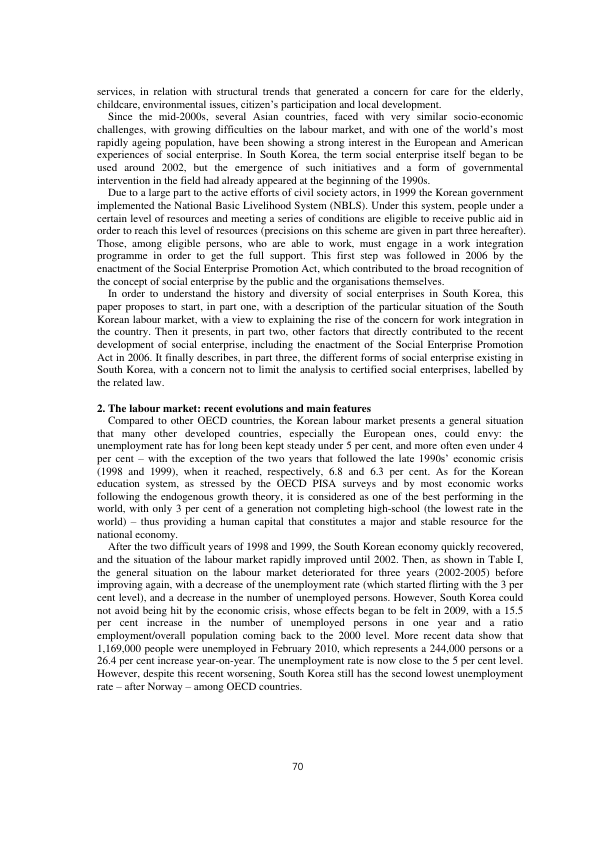 services, in relation with structural trends that generated a concern for care for the elderly,
childcare, environmental issues, citizen's participation and local development.
Since the mid-2000s, several Asian countries, faced with very similar socio-economic
challenges, with growing difficulties on the labour market, and with one of the world's most
rapidly ageing population, have been showing a strong interest in the European and American
experiences of social enterprise. In South Korea, the term social enterprise itself began to be
used around 2002, but the emergence of such initiatives and a form of governmental
intervention in the field had already appeared at the beginning of the 1990s.
Due to a large part to the active efforts of civil society actors, in 1999 the Korean government
implemented the National Basic Livelihood System (NBLS). Under this system, people under a
certain level of resources and meeting a series of conditions are eligible to receive public aid in
order to reach this level of resources (precisions on this scheme are given in part three hereafter).
Those, among eligible persons, who are able to work, must engage in a work integration
programme in order to get the full support. This first step was followed in 2006 by the
enactment of the Social Enterprise Promotion Act, which contributed to the broad recognition of
the concept of social enterprise by the public and the organisations themselves.
In order to understand the history and diversity of social enterprises in South Korea, this
paper proposes to start, in part one, with a description of the particular situation of the South
Korean labour market, with a view to explaining the rise of the concern for work integration in
the country. Then it presents, in part two, other factors that directly contributed to the recent
development of social enterprise, including the enactment of the Social Enterprise Promotion
Act in 2006. It finally describes, in part three, the different forms of social enterprise existing in
South Korea, with a concern not to limit the analysis to certified social enterprises, labelled by
the related law.
2. The labour market: recent evolutions and main features
Compared to other OECD countries, the Korean labour market presents a general situation
that many other developed countries, especially the European ones, could envy: the
unemployment rate has for long been kept steady under 5 per cent, and more often even under 4
per cent – with the exception of the two years that followed the late 1990s' economic crisis
(1998 and 1999), when it reached, respectively, 6.8 and 6.3 per cent. As for the Korean
education system, as stressed by the OECD PISA surveys and by most economic works
following the endogenous growth theory, it is considered as one of the best performing in the
world, with only 3 per cent of a generation not completing high-school (the lowest rate in the
world) – thus providing a human capital that constitutes a major and stable resource for the
national economy.
After the two difficult years of 1998 and 1999, the South Korean economy quickly recovered,
and the situation of the labour market rapidly improved until 2002. Then, as shown in Table I,
the general situation on the labour market deteriorated for three years (2002-2005) before
improving again, with a decrease of the unemployment rate (which started flirting with the 3 per
cent level), and a decrease in the number of unemployed persons. However, South Korea could
not avoid being hit by the economic crisis, whose effects began to be felt in 2009, with a 15.5
per cent increase in the number of unemployed persons in one year and a ratio
employment/overall population coming back to the 2000 level. More recent data show that
1,169,000 people were unemployed in February 2010, which represents a 244,000 persons or a
26.4 per cent increase year-on-year. The unemployment rate is now close to the 5 per cent level.
However, despite this recent worsening, South Korea still has the second lowest unemployment
rate – after Norway – among OECD countries.
70